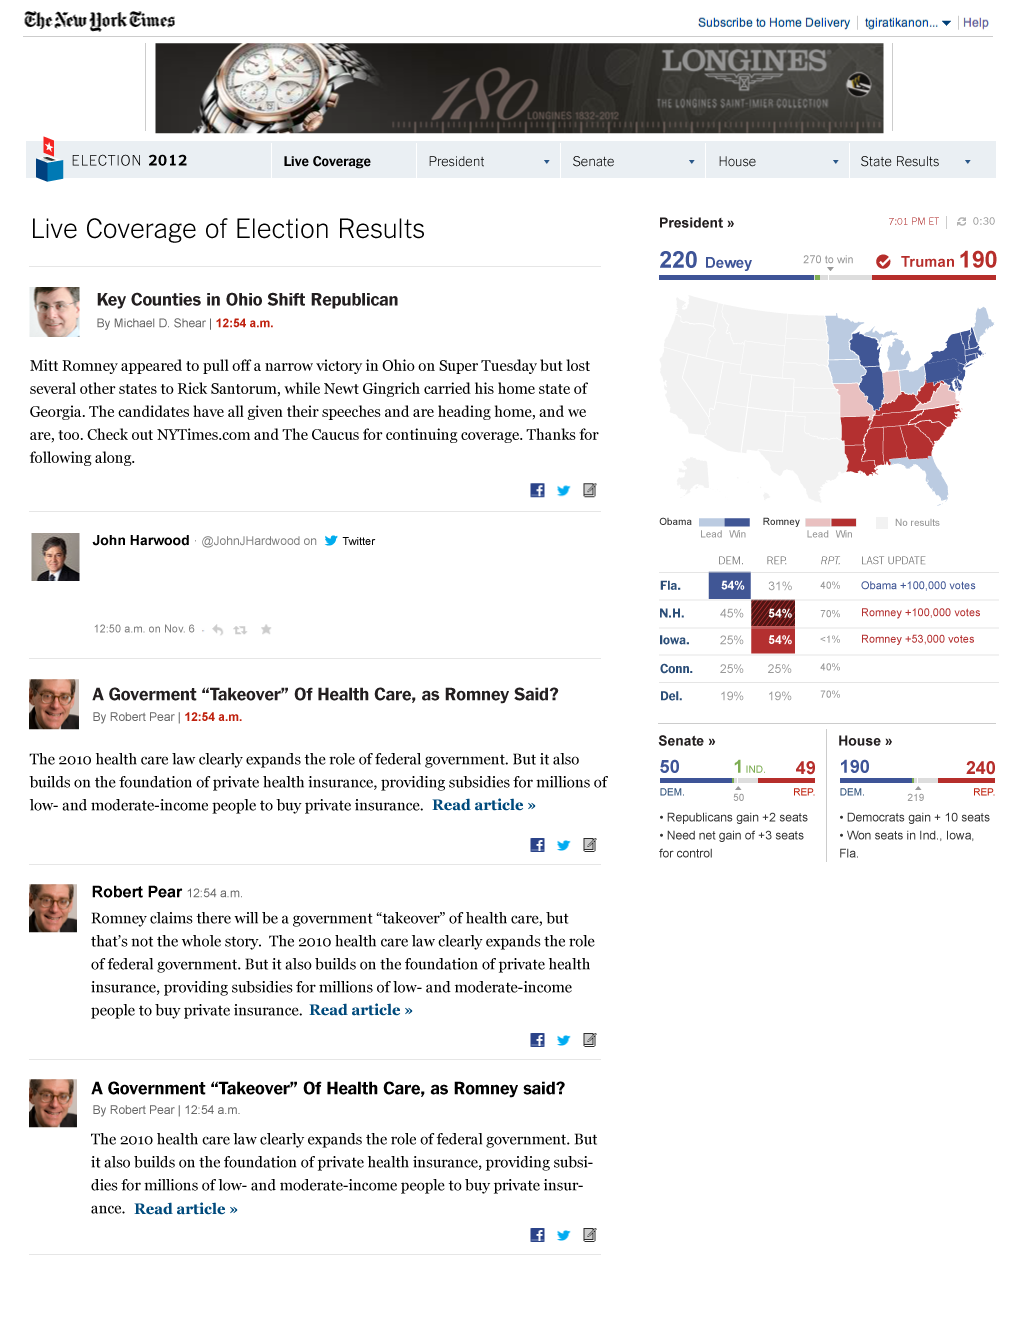 The New York Times
Subscribe to Home Delivery
tgiratikanon...
Help
LONGINES
180
LONGINES 1832-2012
THE LONGINES SAINT-IMIER COLLECTION
ELECTION 2012
Live Coverage
President
Senate
House
State Results
Live Coverage of Election Results
Key Counties in Ohio Shift Republican
By Michael D. Shear | 12:54 a.m.
Mitt Romney appeared to pull off a narrow victory in Ohio on Super Tuesday but lost
several other states to Rick Santorum, while Newt Gingrich carried his home state of
Georgia. The candidates have all given their speeches and are heading home, and we
are, too. Check out NYTimes.com and The Caucus for continuing coverage. Thanks for
following along.
John Harwood · @JohnJHardwood on Twitter
12:50 a.m. on Nov. 6 -
A Goverment “Takeover” Of Health Care, as Romney Said?
By Robert Pear | 12:54 a.m.
The 2010 health care law clearly expands the role of federal government. But it also
builds on the foundation of private health insurance, providing subsidies for millions of
low- and moderate-income people to buy private insurance. Read article »
Robert Pear 12:54 a.m.
Romney claims there will be a government “takeover” of health care, but
that’s not the whole story. The 2010 health care law clearly expands the role
of federal government. But it also builds on the foundation of private health
insurance, providing subsidies for millions of low- and moderate-income
people to buy private insurance. Read article »
A Government “Takeover” Of Health Care, as Romney said?
By Robert Pear | 12:54 a.m.
The 2010 health care law clearly expands the role of federal government. But
it also builds on the foundation of private health insurance, providing subsi-
dies for millions of low- and moderate-income people to buy private insur-
ance. Read article »
President »
7:01 PM ET
0:30
220 Dewey
270 to win
Truman 190
Obama
Lead Win
Romney
Lead Win
No results
DEM. REP. RPT. LAST UPDATE
Fla. 54% 31% 40% Obama +100,000 votes
N.H. 45% 54% 70% Romney +100,000 votes
Iowa. 25% 54% <1% Romney +53,000 votes
Conn. 25% 25% 40%
Del. 19% 19% 70%
Senate »
50 1 IND. 49
DEM. 50 REP.
• Republicans gain +2 seats
• Need net gain of +3 seats
for control
House »
190 240
DEM. 219 REP.
• Democrats gain + 10 seats
• Won seats in Ind., Iowa,
Fla.